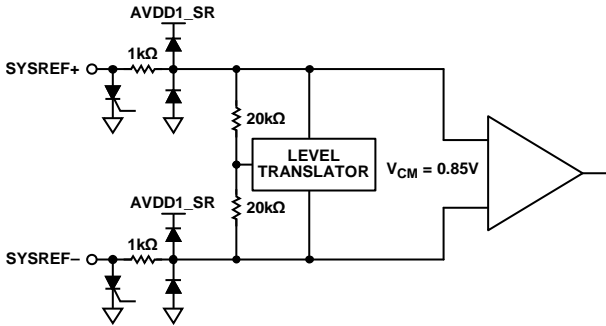 AVDD1_SR
1kΩ
SYSREF+
20kΩ
LEVEL
TRANSLATOR
VCM = 0.85V
AVDD1_SR
20kΩ
1kΩ
SYSREF–